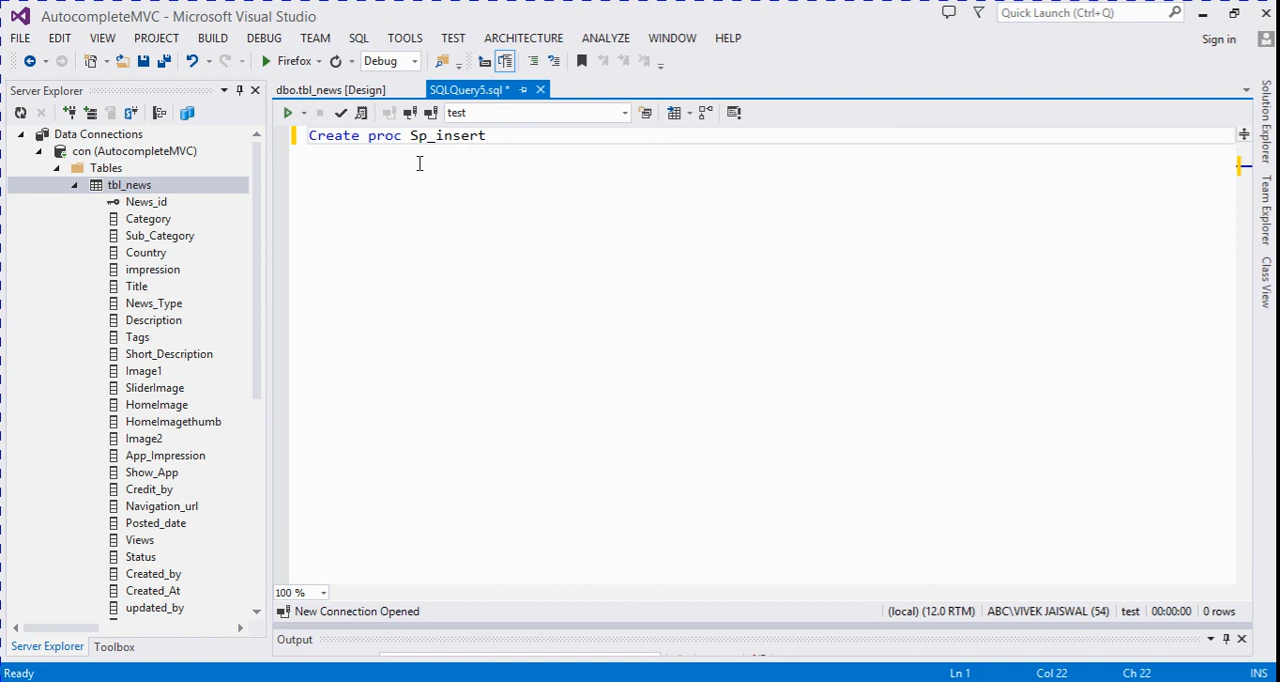 AutocompleteMVC - Microsoft Visual Studio
Quick Launch (Ctrl+Q)
FILE EDIT VIEW PROJECT BUILD DEBUG TEAM SQL TOOLS TEST ARCHITECTURE ANALYZE WINDOW HELP
Sign in
Firefox
Debug
Server Explorer
dbo.tbl_news [Design]
SQLQuery5.sql *
test
Data Connections
con (AutocompleteMVC)
Tables
tbl_news
News_id
Category
Sub_Category
Country
impression
Title
News_Type
Description
Tags
Short_Description
Image1
SliderImage
HomeImage
HomeImagethumb
Image2
App_Impression
Show_App
Credit_by
Navigation_url
Posted_date
Views
Status
Created_by
Created_At
updated_by
Server Explorer Toolbox
Create proc Sp_insert
100 %
New Connection Opened
(local) (12.0 RTM) ABC\VIVEK JAISWAL (54) test 00:00:00 0 rows
Output
Solution Explorer
Team Explorer
Class View
Ready
Ln 1 Col 22 Ch 22 INS